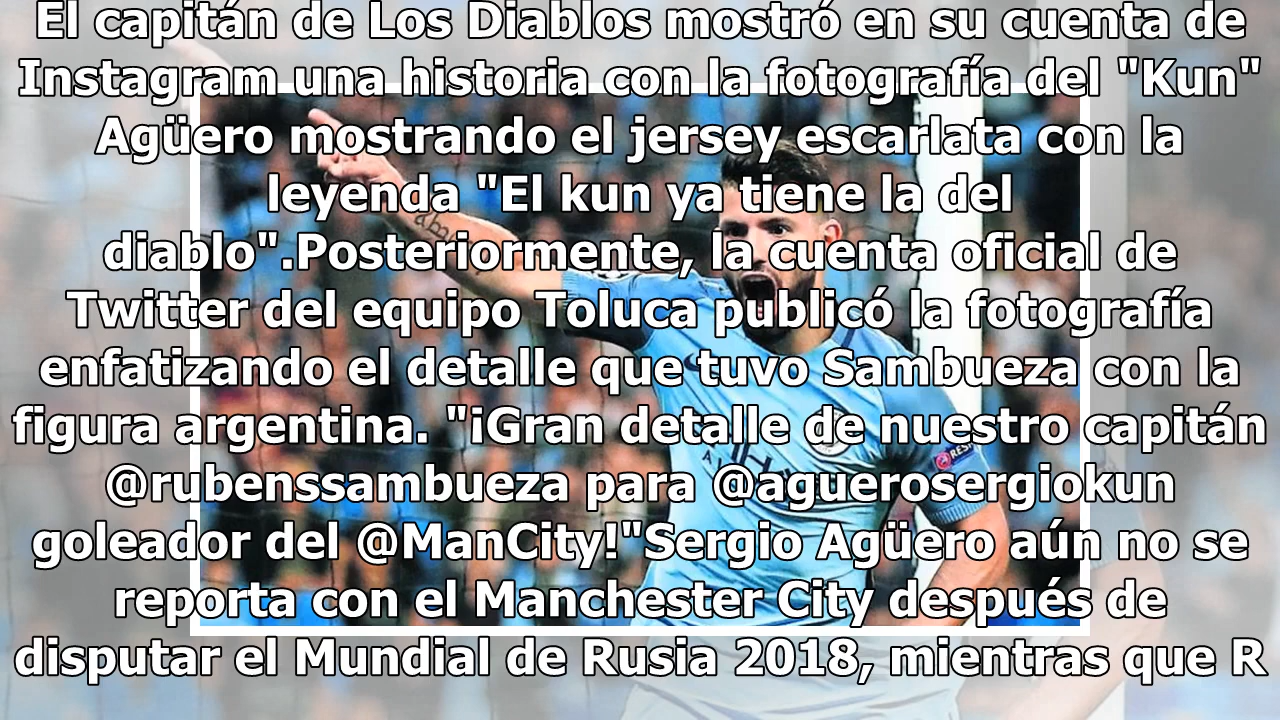 El capitán de Los Diablos mostró en su cuenta de
Instagram una historia con la fotografía del "Kun"
Agüero mostrando el jersey escarlata con la
leyenda "El kun ya tiene la del
diablo".Posteriormente, la cuenta oficial de
Twitter del equipo Toluca publicó la fotografía
enfatizando el detalle que tuvo Sambueza con la
figura argentina. "¡Gran detalle de nuestro capitán
@rubenssambueza para @aguerosergiokun
goleador del @ManCity!"Sergio Agüero aún no se
reporta con el Manchester City después de
disputar el Mundial de Rusia 2018, mientras que R